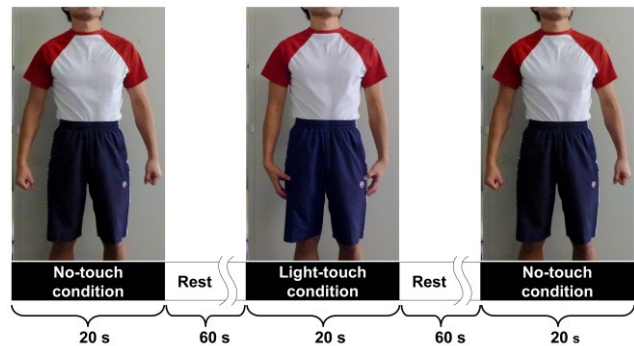 No-touch
condition
Rest
Light-touch
condition
Rest
No-touch
condition
20 s
60 s
20 s
60 s
20 s